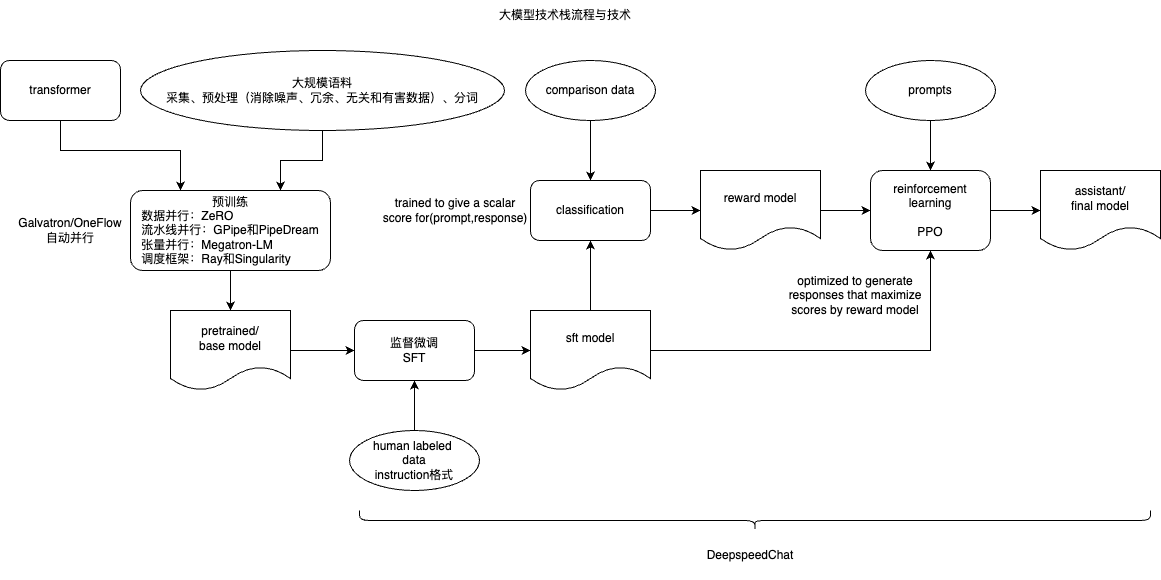 大模型技术栈流程与技术
transformer
大规模语料
采集、预处理（消除噪声、冗余、无关和有害数据）、分词
comparison data
prompts
Galvatron/OneFlow
自动并行
预训练
数据并行：ZeRO
流水线并行：GPipe和PipeDream
张量并行：Megatron-LM
调度框架：Ray和Singularity
trained to give a scalar
score for(prompt,response)
classification
reward model
reinforcement
learning
PPO
assistant/
final model
optimized to generate
responses that maximize
scores by reward model
pretrained/
base model
监督微调
SFT
sft model
human labeled
data
instruction格式
DeepspeedChat